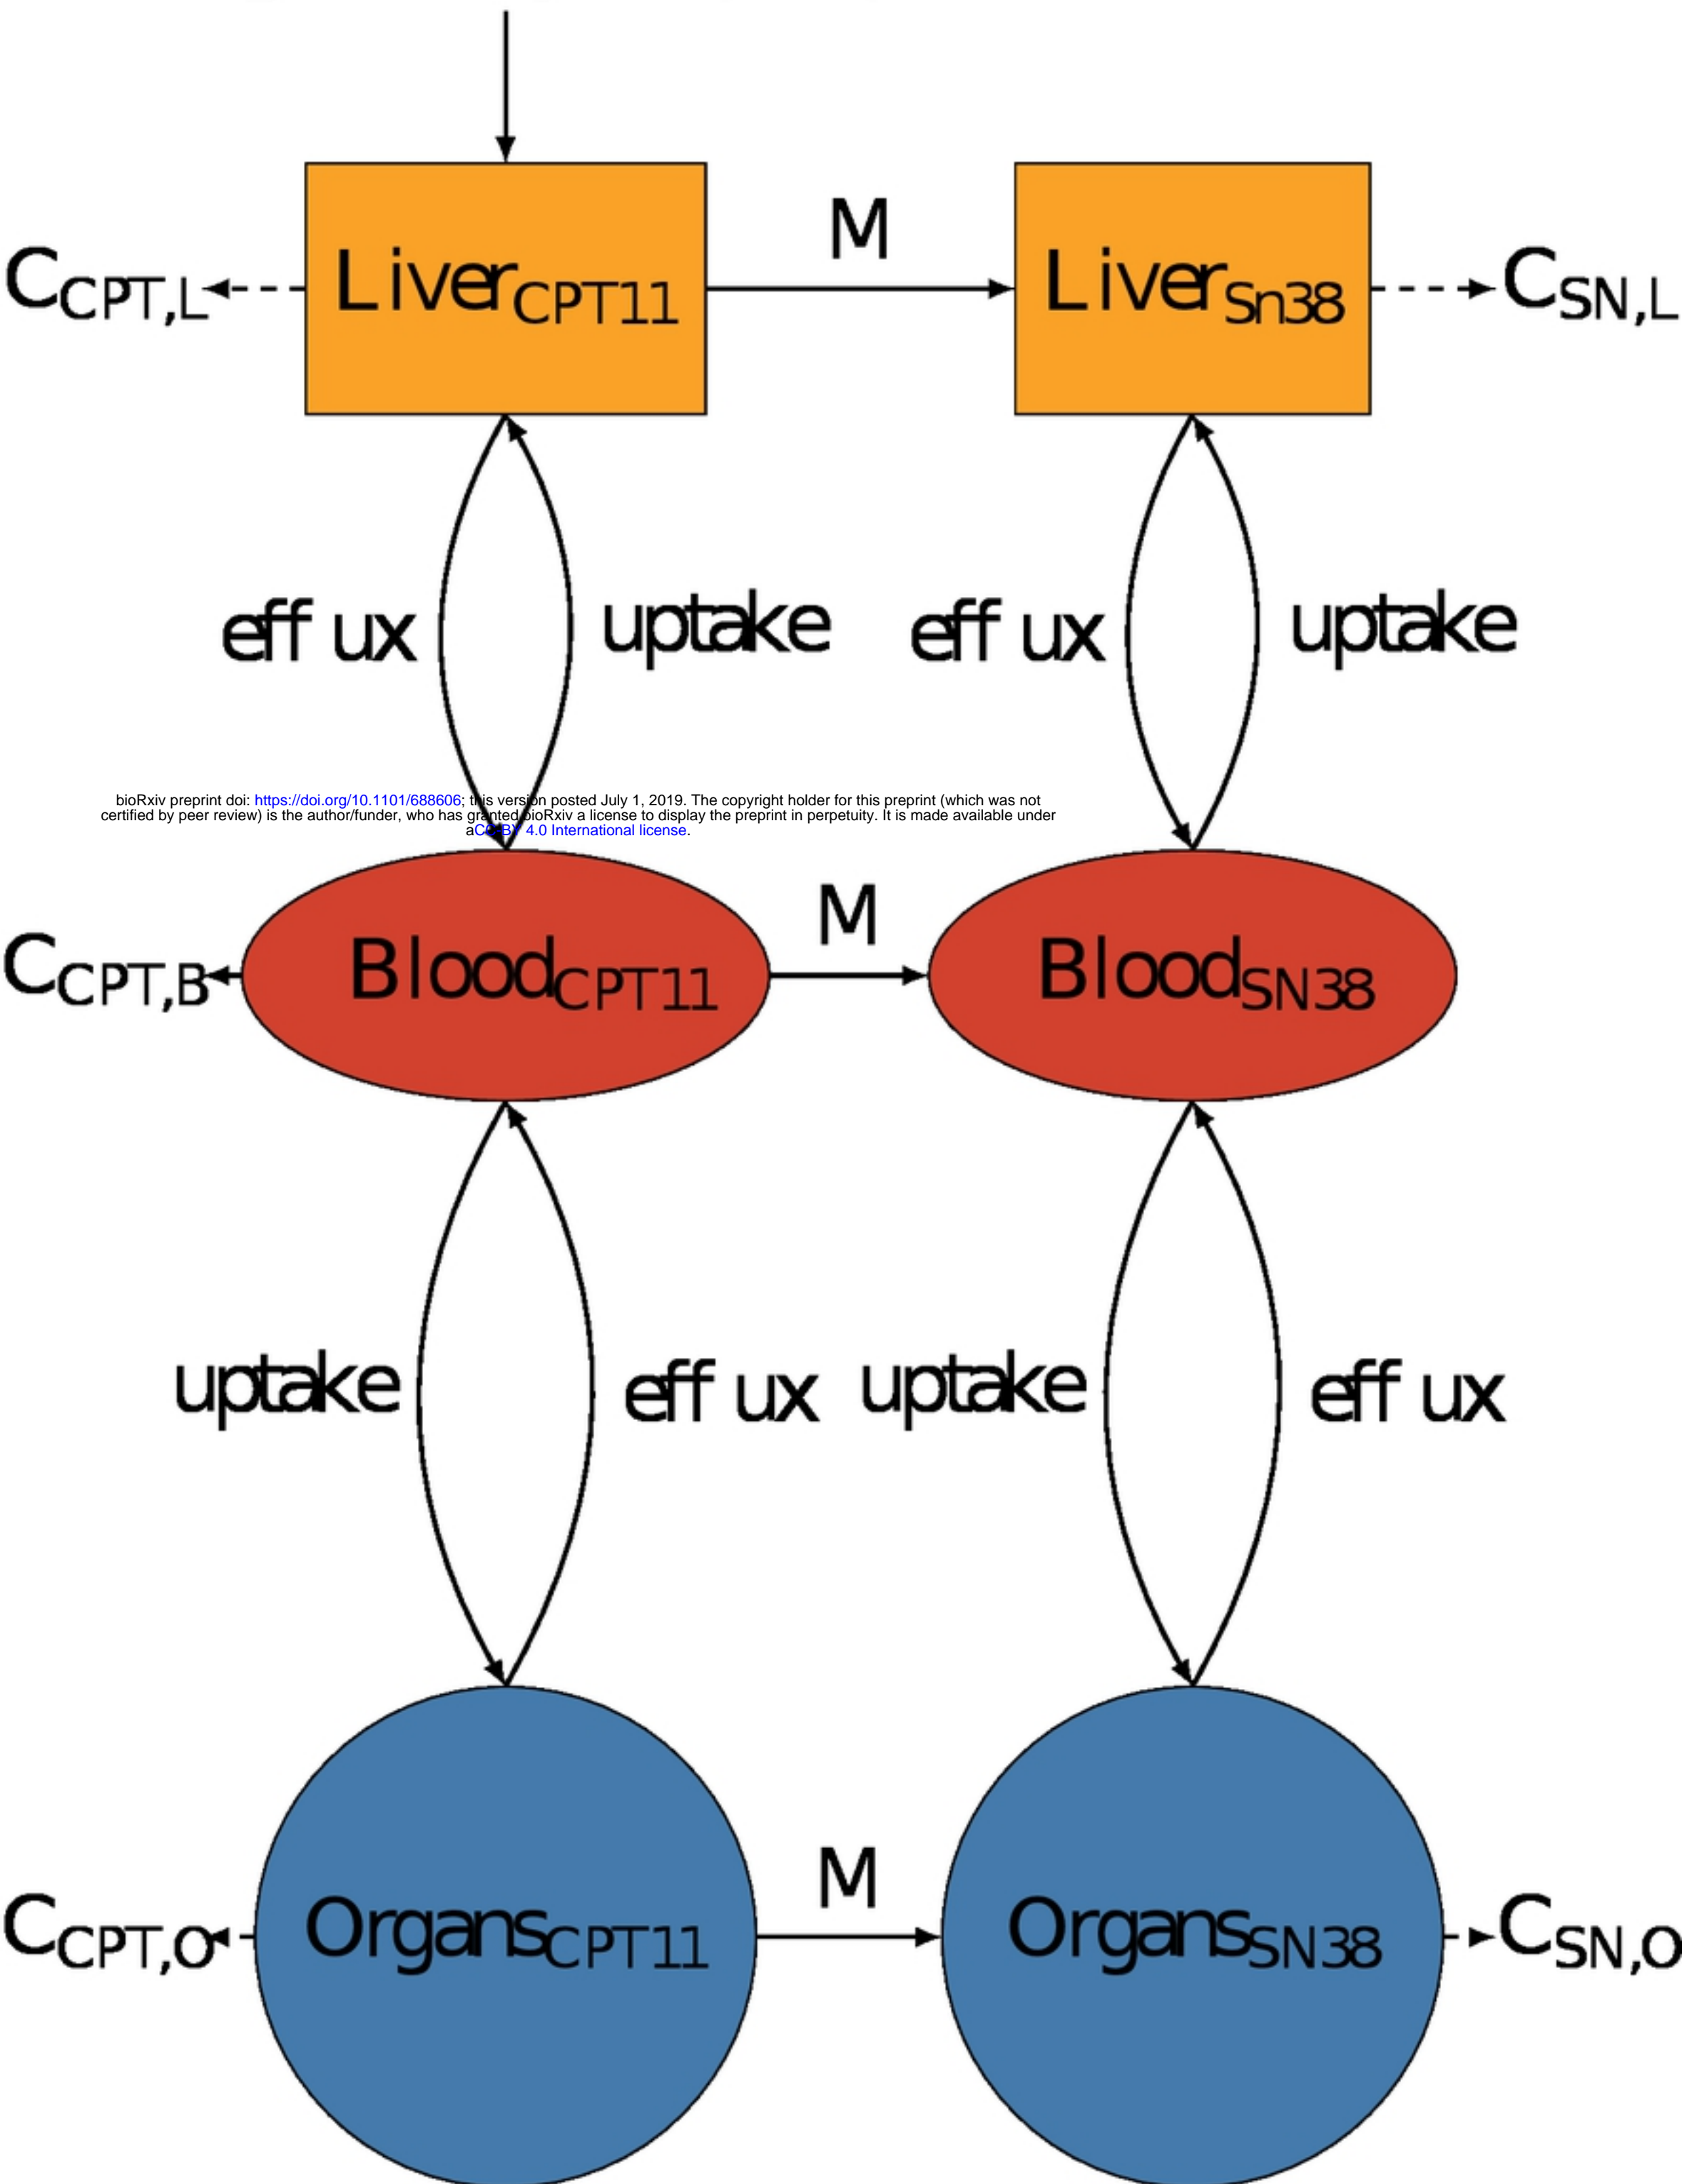 M
C_CPT,L Liver_CPT11 Liver_Sn38 C_SN,L
eff ux uptake eff ux uptake
bioRxiv preprint doi: https://doi.org/10.1101/688606; this version posted July 1, 2019. The copyright holder for this preprint (which was not
certified by peer review) is the author/funder, who has granted bioRxiv a license to display the preprint in perpetuity. It is made available under
aCC-BY 4.0 International license.
M
C_CPT,B Blood_CPT11 Blood_SN38
uptake eff ux uptake eff ux
M
C_CPT,O Organs_CPT11 Organs_SN38 C_SN,O